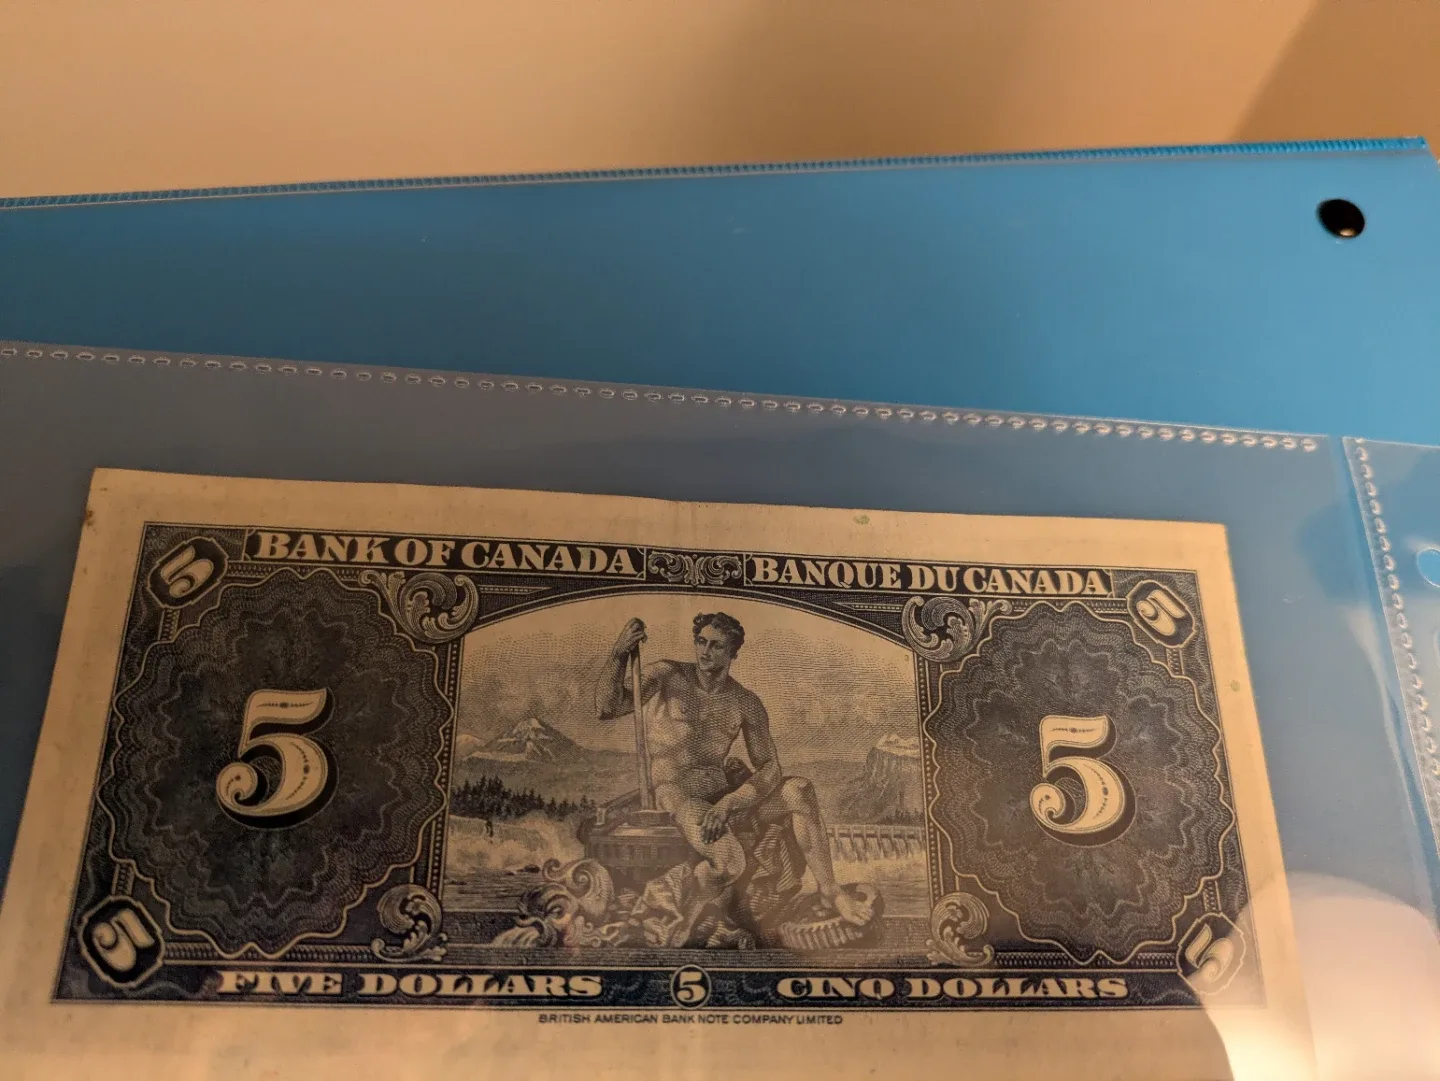 5 BANK OF CANADA BANQUE DU CANADA 5
5 5
5 FIVE DOLLARS 5 CINQ DOLLARS 5
BRITISH AMERICAN BANK NOTE COMPANY LIMITED